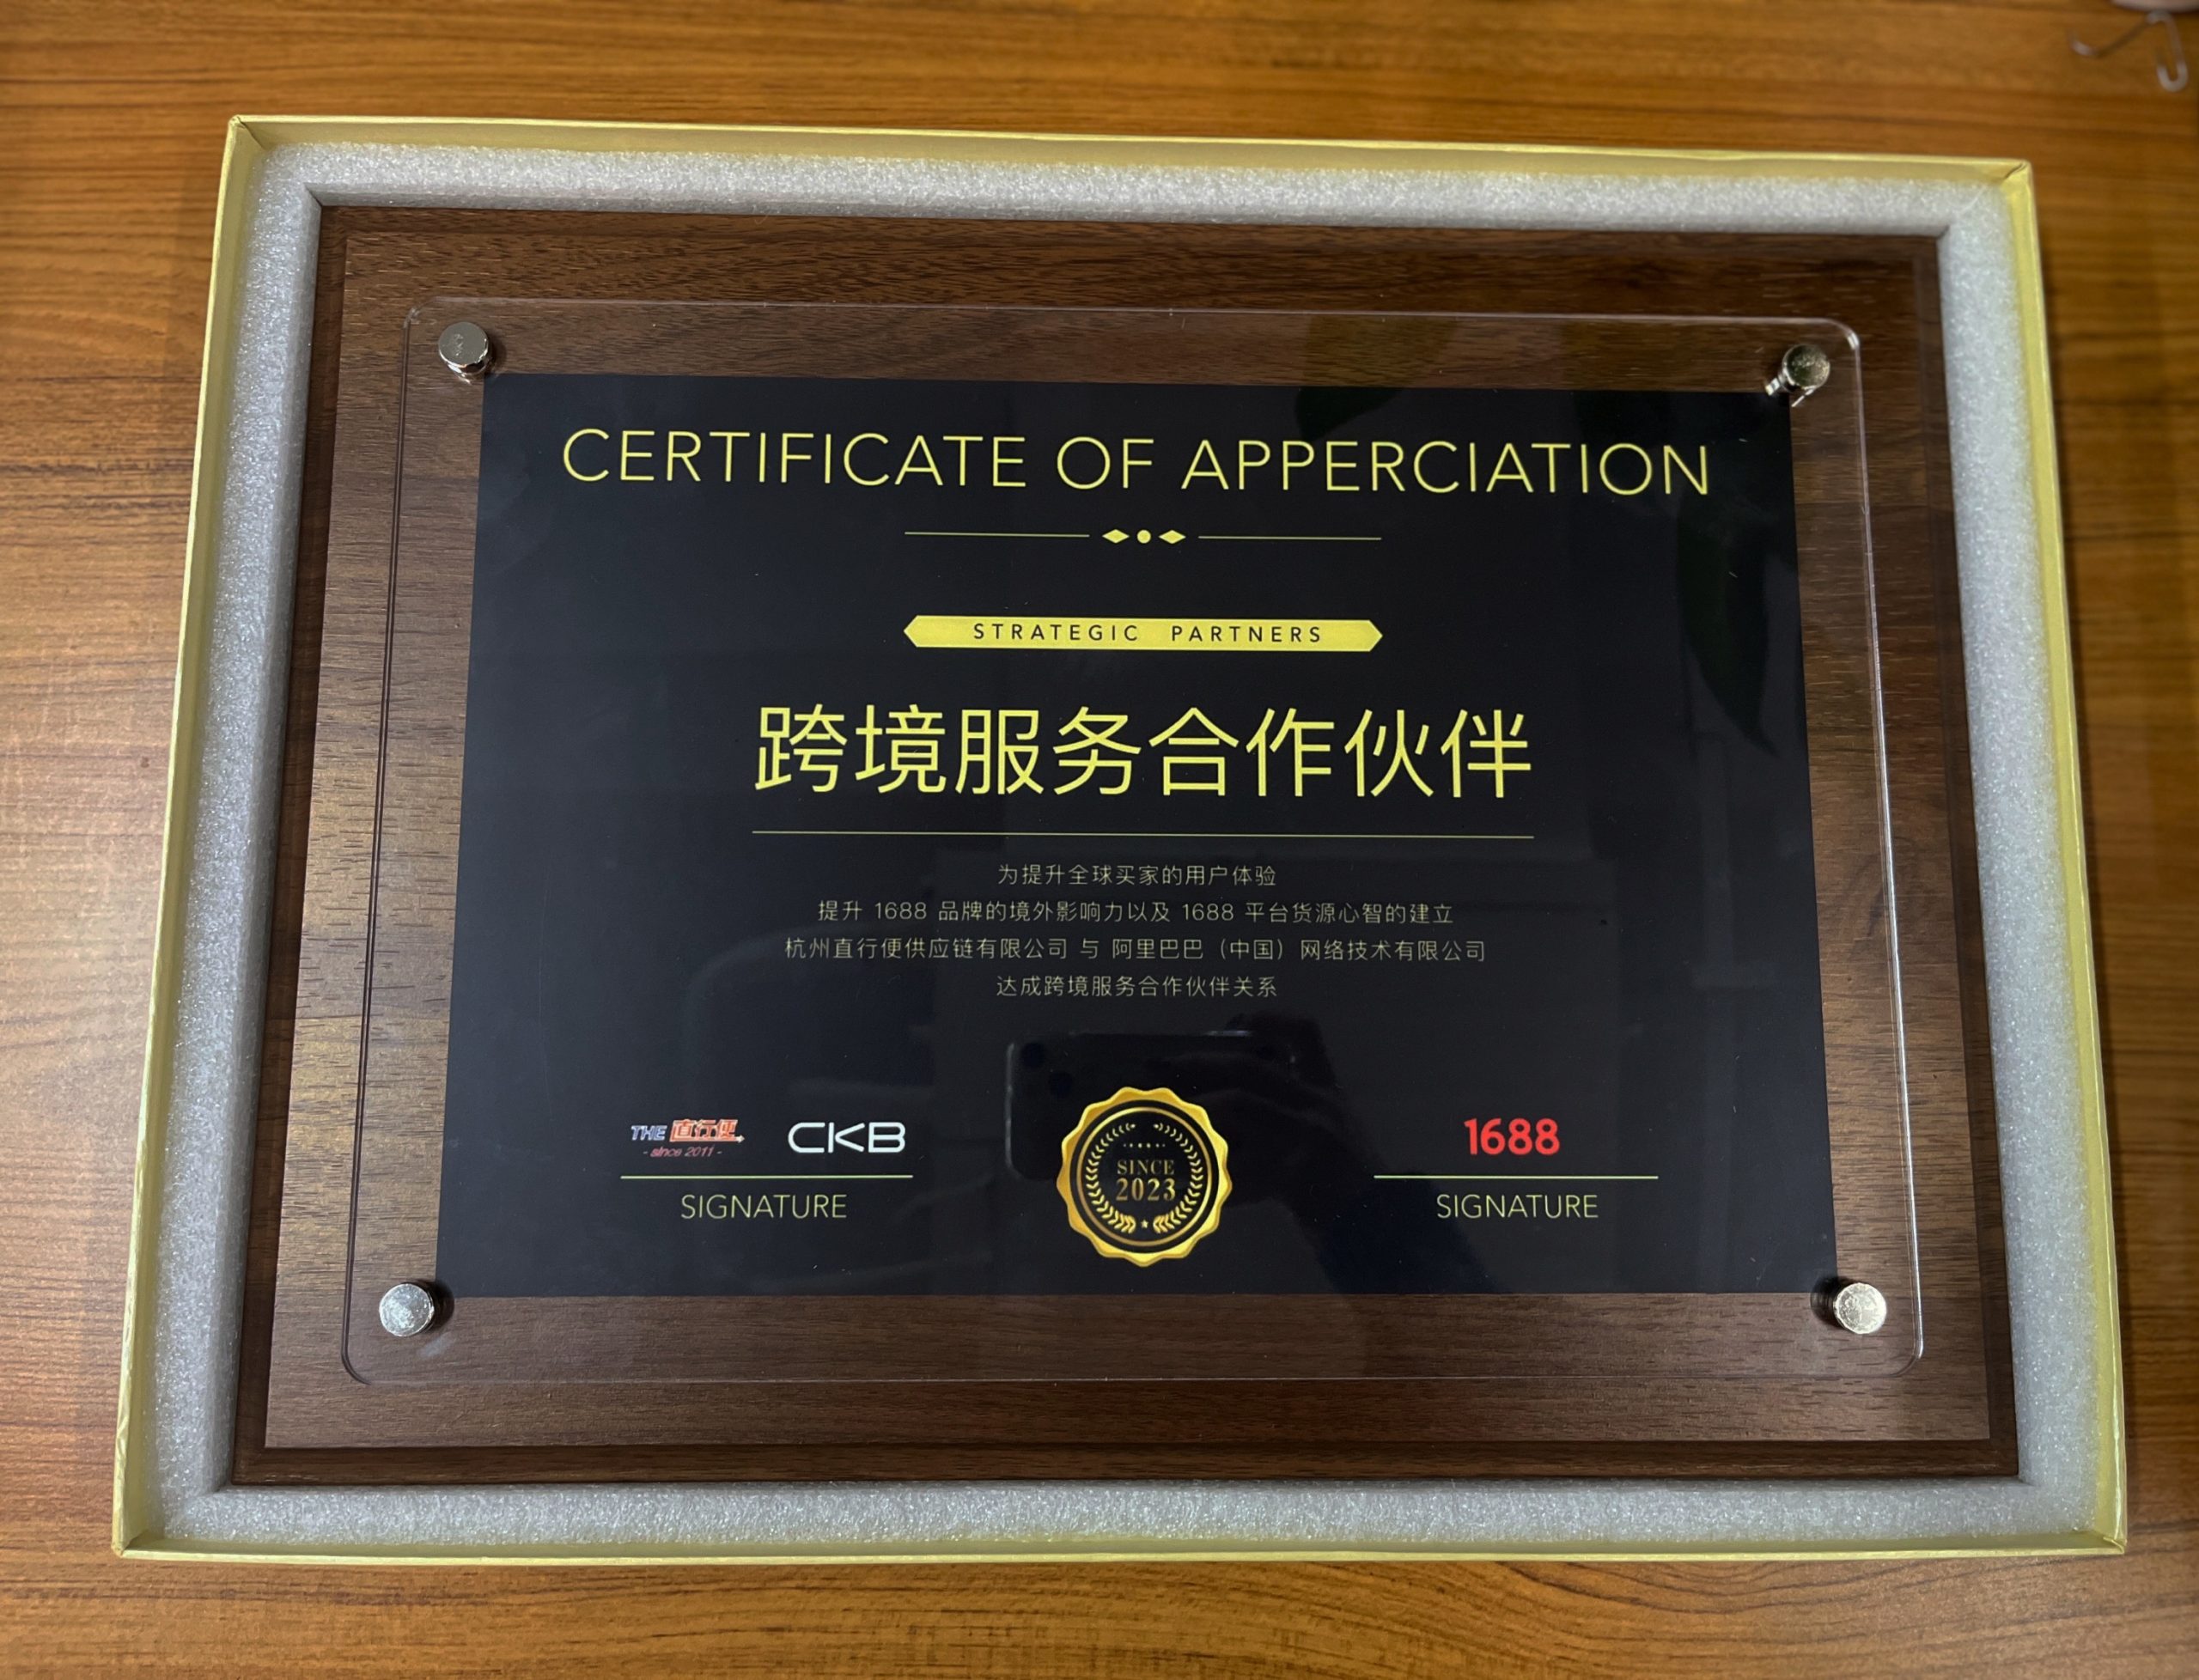 CERTIFICATE OF APPERCIATION
STRATEGIC PARTNERS
跨境服务合作伙伴
为提升全球买家的用户体验
提升 1688 品牌的境外影响力以及 1688 平台货源心智的建立
杭州直行便供应链有限公司 与 阿里巴巴（中国）网络技术有限公司
达成跨境服务合作伙伴关系
THE 直行便
- since 2011 -
CKB
SIGNATURE
SINCE
2023
1688
SIGNATURE